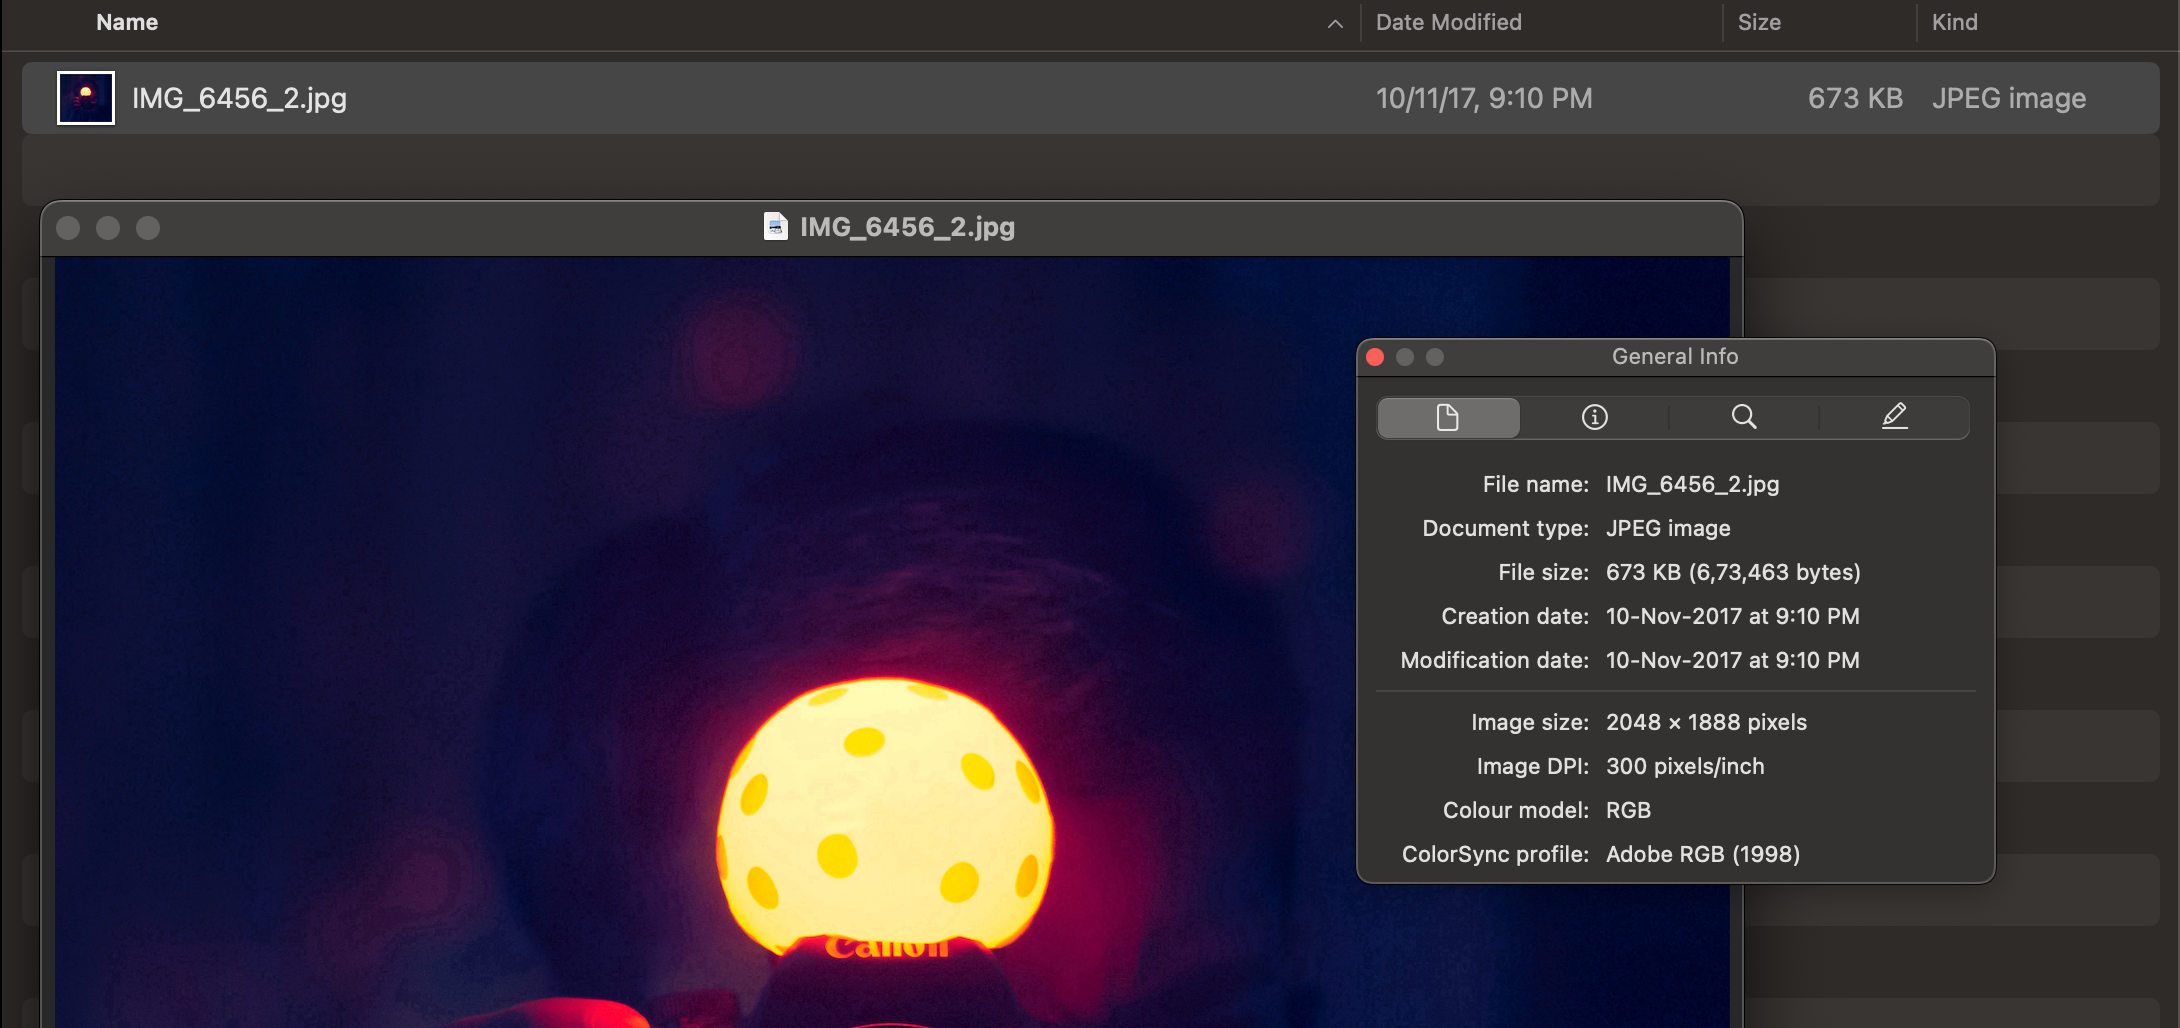 Name Date Modified Size Kind
IMG_6456_2.jpg 10/11/17, 9:10 PM 673 KB JPEG image
IMG_6456_2.jpg
General Info
File name: IMG_6456_2.jpg
Document type: JPEG image
File size: 673 KB (6,73,463 bytes)
Creation date: 10-Nov-2017 at 9:10 PM
Modification date: 10-Nov-2017 at 9:10 PM
Image size: 2048 × 1888 pixels
Image DPI: 300 pixels/inch
Colour model: RGB
ColorSync profile: Adobe RGB (1998)
Canon